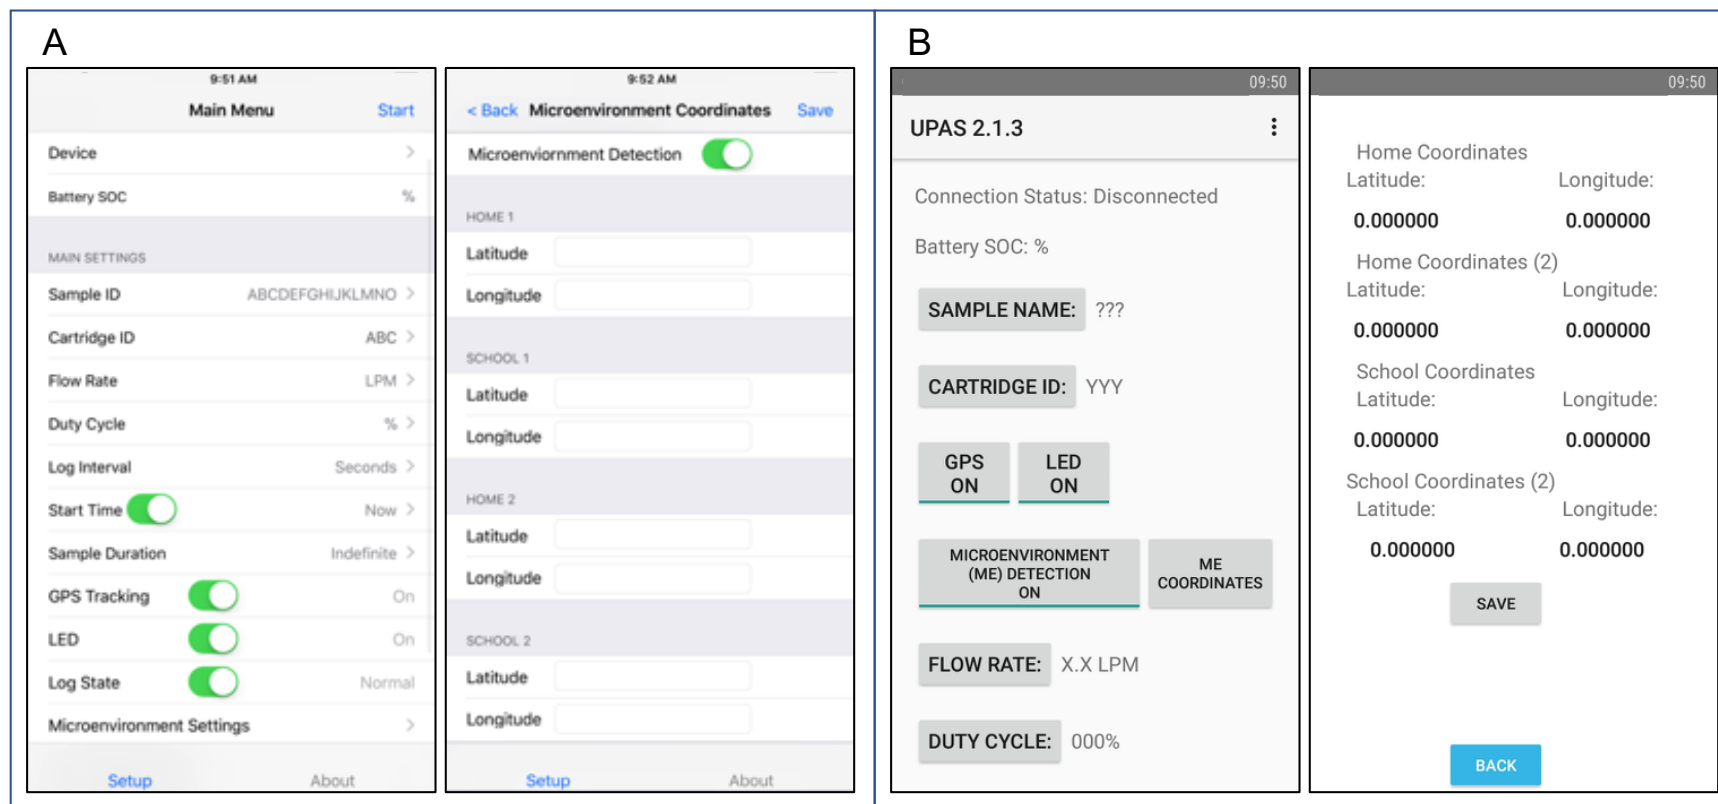 A
9:51 AM
Main Menu Start
Device >
Battery SOC %
MAIN SETTINGS
Sample ID ABCDEFGHIJKLMNO >
Cartridge ID ABC >
Flow Rate LPM >
Duty Cycle % >
Log Interval Seconds >
Start Time Now >
Sample Duration Indefinite >
GPS Tracking On
LED On
Log State Normal
Microenvironment Settings >
Setup About
9:52 AM
< Back Microenvironment Coordinates Save
Microenviornment Detection
HOME 1
Latitude
Longitude
SCHOOL 1
Latitude
Longitude
HOME 2
Latitude
Longitude
SCHOOL 2
Latitude
Longitude
Setup About
B
09:50
UPAS 2.1.3
Connection Status: Disconnected
Battery SOC: %
SAMPLE NAME: ???
CARTRIDGE ID: YYY
GPS
ON
LED
ON
MICROENVIRONMENT
(ME) DETECTION
ON
ME
COORDINATES
FLOW RATE: X.X LPM
DUTY CYCLE: 000%
09:50
Home Coordinates
Latitude: Longitude:
0.000000 0.000000
Home Coordinates (2)
Latitude: Longitude:
0.000000 0.000000
School Coordinates
Latitude: Longitude:
0.000000 0.000000
School Coordinates (2)
Latitude: Longitude:
0.000000 0.000000
SAVE
BACK